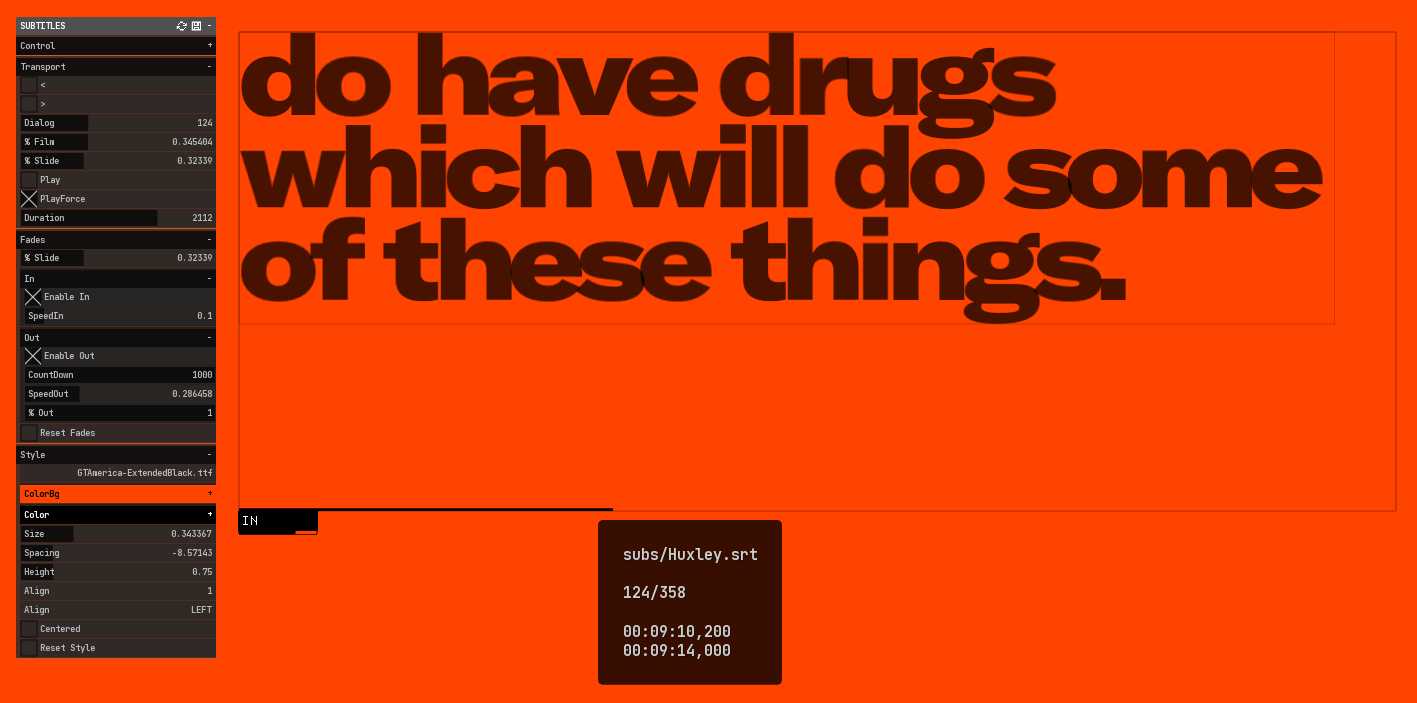 SUBTITLES -
Control +
Transport -
<
>
Dialog 124
% Film 0.345404
% Slide 0.32339
Play
PlayForce
Duration 2112
Fades -
% Slide 0.32339
In -
Enable In
SpeedIn 0.1
Out -
Enable Out
CountDown 1000
SpeedOut 0.286458
% Out 1
Reset Fades
Style -
GTAmerica-ExtendedBlack.ttf
ColorBg +
Color +
Size 0.343367
Spacing -8.57143
Height 0.75
Align 1
Align LEFT
Centered
Reset Style
do have drugs
which will do some
of these things.
IN
subs/Huxley.srt
124/358
00:09:10,200
00:09:14,000